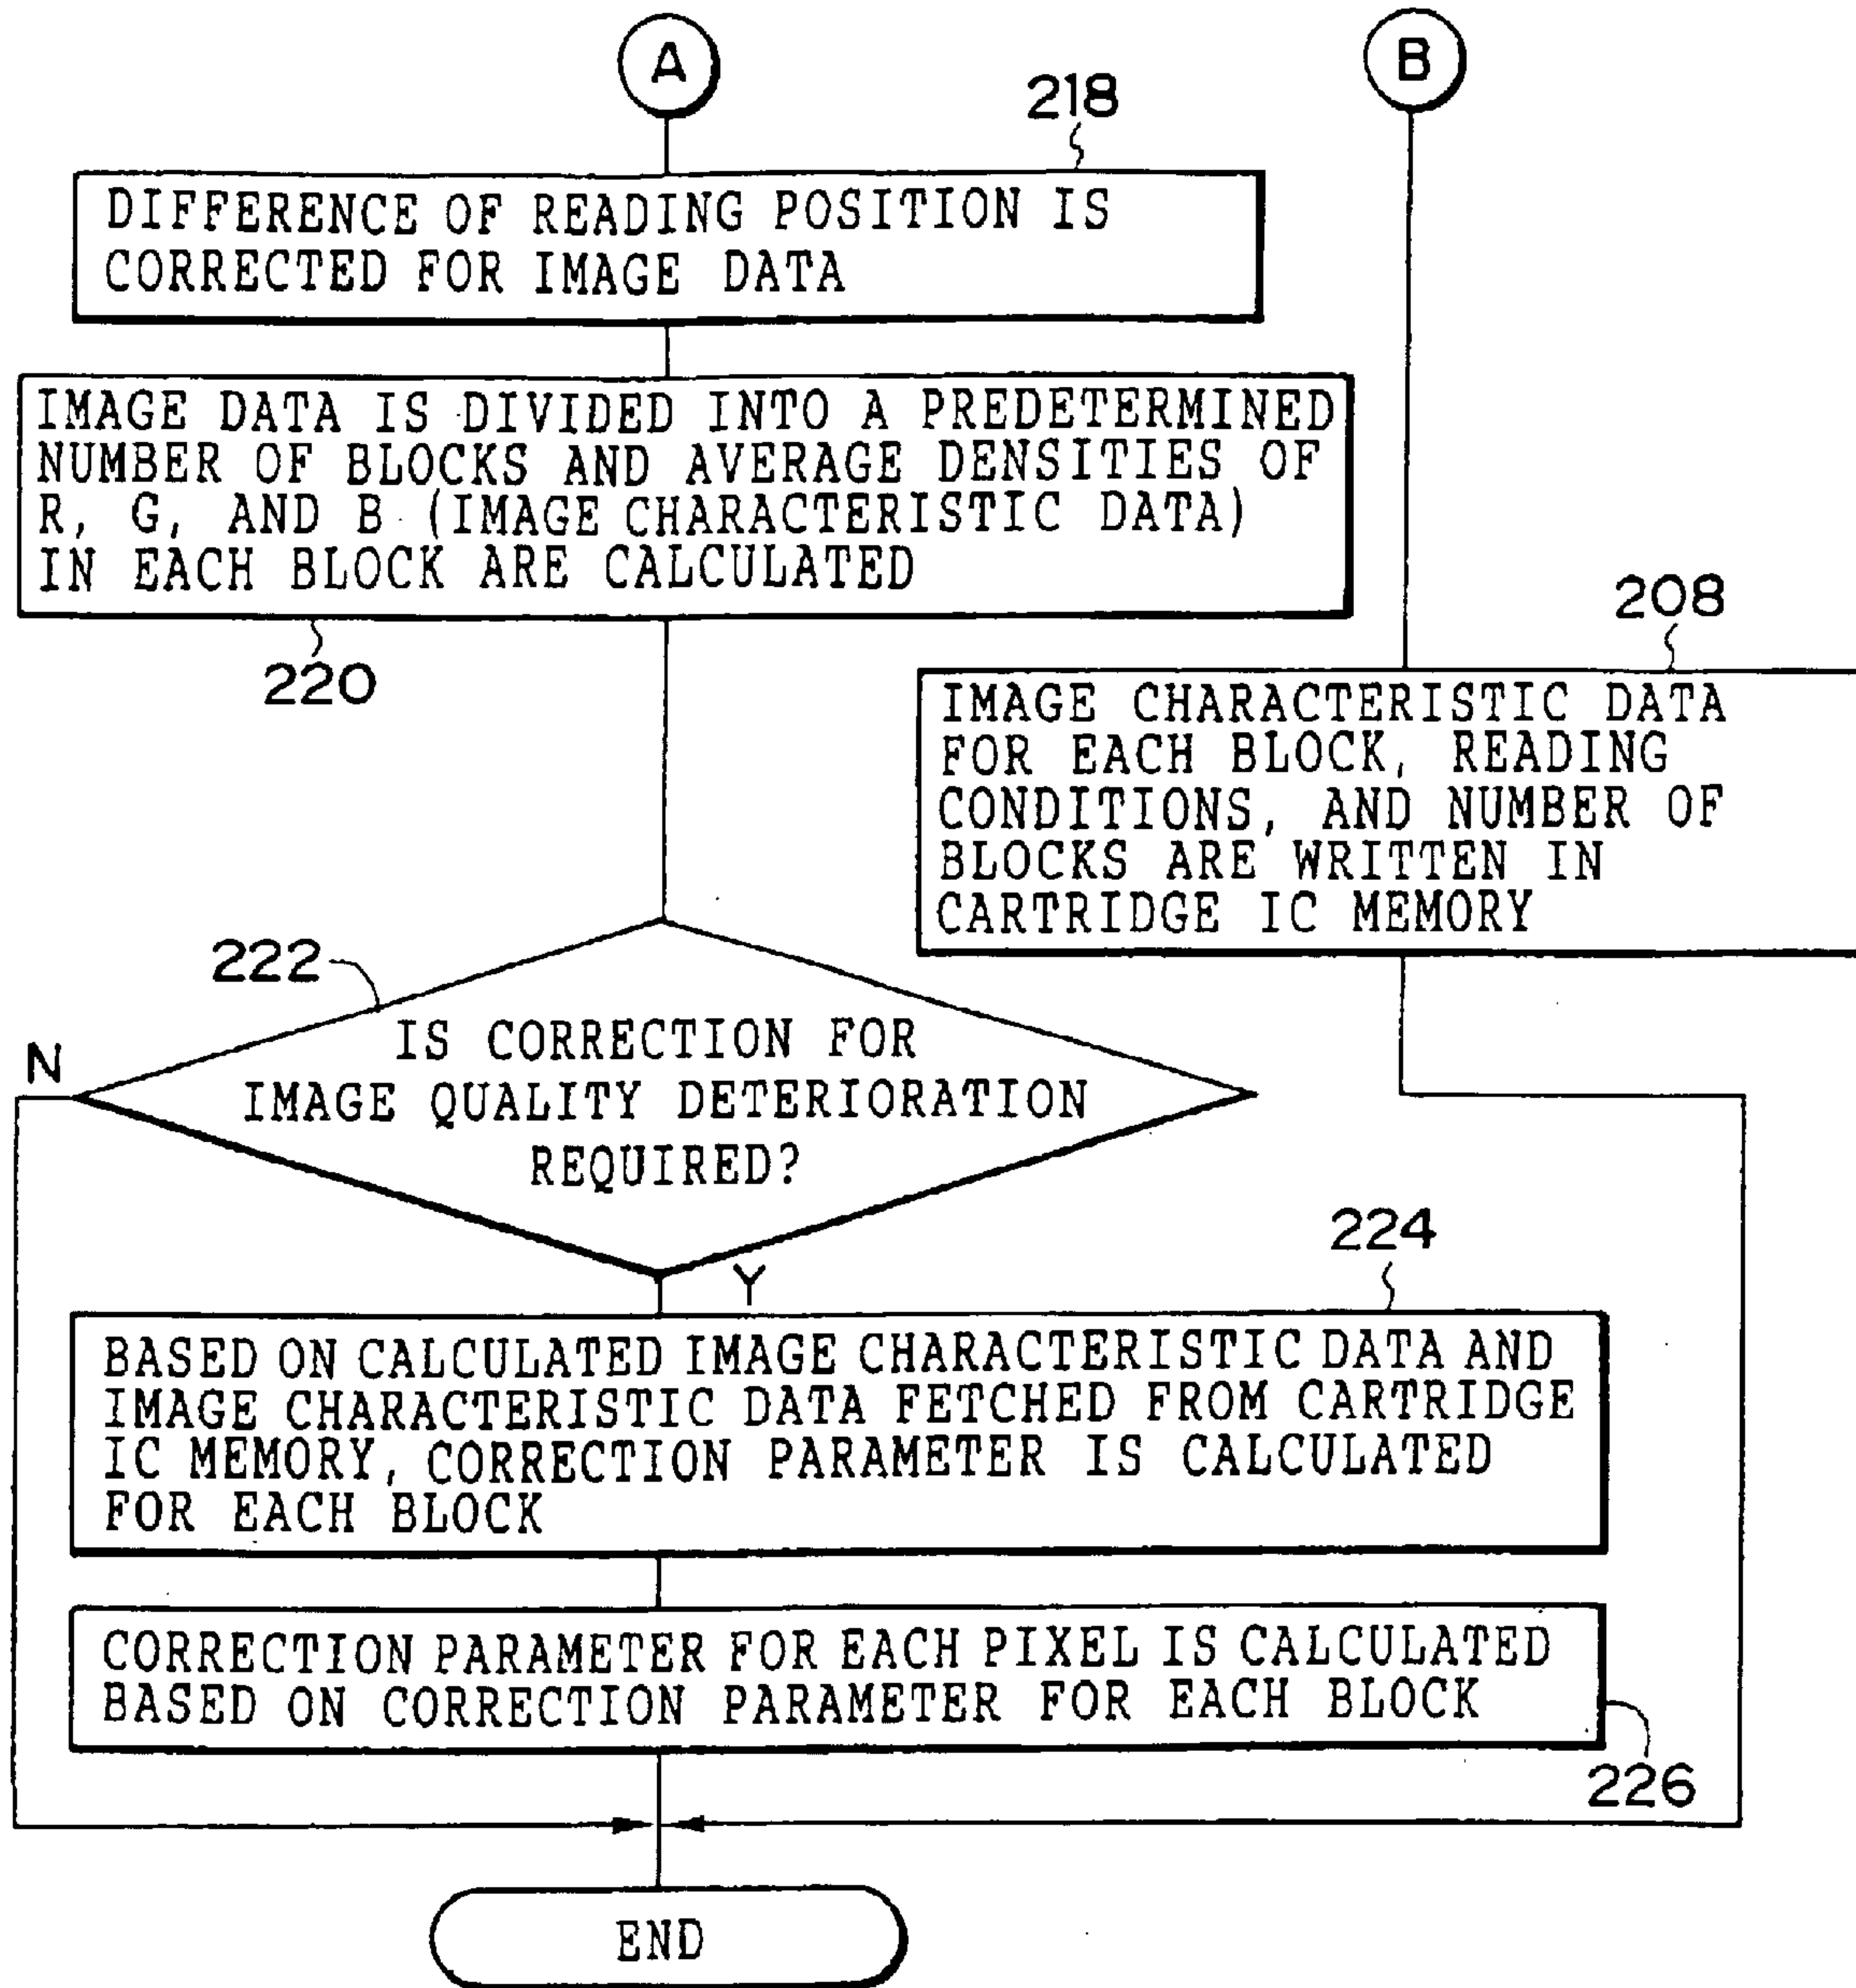 A
B
218
DIFFERENCE OF READING POSITION IS
CORRECTED FOR IMAGE DATA
IMAGE DATA IS DIVIDED INTO A PREDETERMINED
NUMBER OF BLOCKS AND AVERAGE DENSITIES OF
R, G, AND B (IMAGE CHARACTERISTIC DATA)
IN EACH BLOCK ARE CALCULATED
220
208
IMAGE CHARACTERISTIC DATA
FOR EACH BLOCK, READING
CONDITIONS, AND NUMBER OF
BLOCKS ARE WRITTEN IN
CARTRIDGE IC MEMORY
222
N
IS CORRECTION FOR
IMAGE QUALITY DETERIORATION
REQUIRED?
Y
224
BASED ON CALCULATED IMAGE CHARACTERISTIC DATA AND
IMAGE CHARACTERISTIC DATA FETCHED FROM CARTRIDGE
IC MEMORY, CORRECTION PARAMETER IS CALCULATED
FOR EACH BLOCK
CORRECTION PARAMETER FOR EACH PIXEL IS CALCULATED
BASED ON CORRECTION PARAMETER FOR EACH BLOCK
226
END